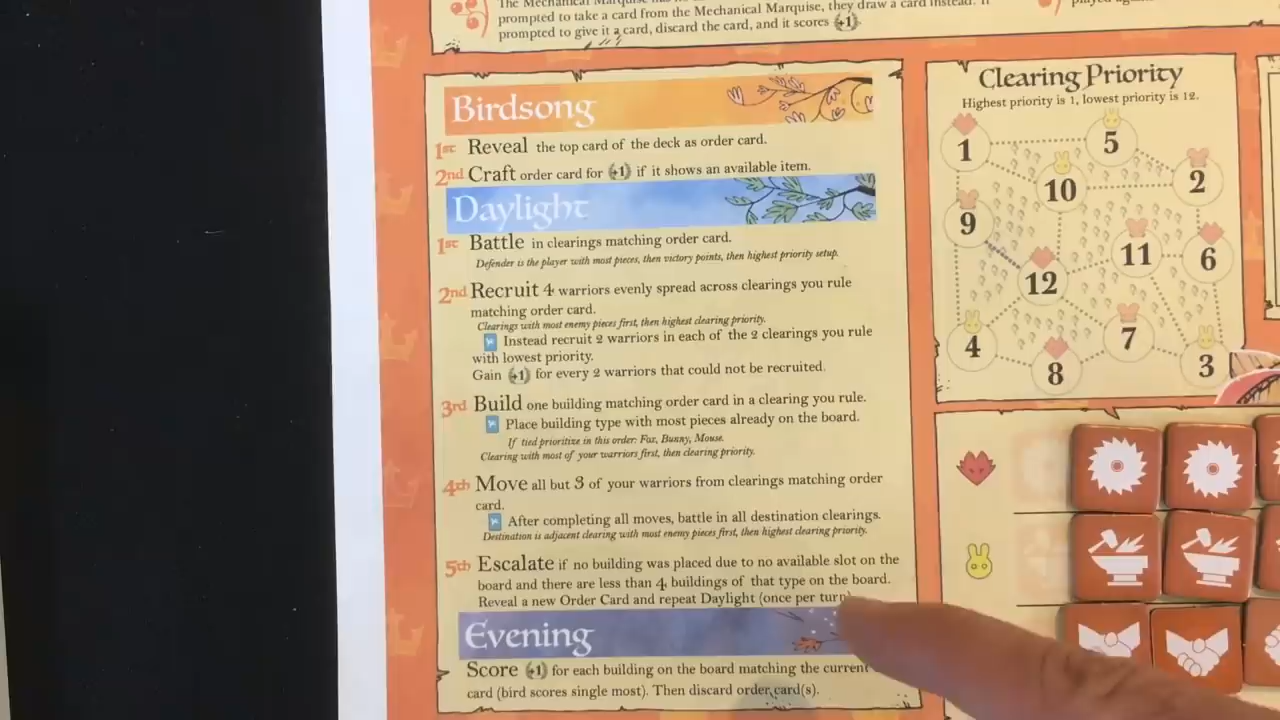 The Mechanical Marquise has
prompted to take a card from the Mechanical Marquise, they draw a card instead. If
prompted to give it a card, discard the card, and it scores +1.
played
Birdsong
1st Reveal the top card of the deck as order card.
2nd Craft order card for +1 if it shows an available item.
Daylight
1st Battle in clearings matching order card.
Defender is the player with most pieces, then victory points, then highest priority setup.
2nd Recruit 4 warriors evenly spread across clearings you rule
matching order card.
Clearings with most enemy pieces first, then highest clearing priority.
Instead recruit 2 warriors in each of the 2 clearings you rule
with lowest priority.
Gain +1 for every 2 warriors that could not be recruited.
3rd Build one building matching order card in a clearing you rule.
Place building type with most pieces already on the board.
If tied prioritize in this order: Fox, Bunny, Mouse.
Clearing with most of your warriors first, then clearing priority.
4th Move all but 3 of your warriors from clearings matching order
card.
After completing all moves, battle in all destination clearings.
Destination is adjacent clearing with most enemy pieces first, then highest clearing priority.
5th Escalate if no building was placed due to no available slot on the
board and there are less than 4 buildings of that type on the board.
Reveal a new Order Card and repeat Daylight (once per turn)
Evening
Score +1 for each building on the board matching the current
card (bird scores single most). Then discard order card(s).
Clearing Priority
Highest priority is 1, lowest priority is 12.
1
5
10
2
9
11
6
12
4
7
8
3